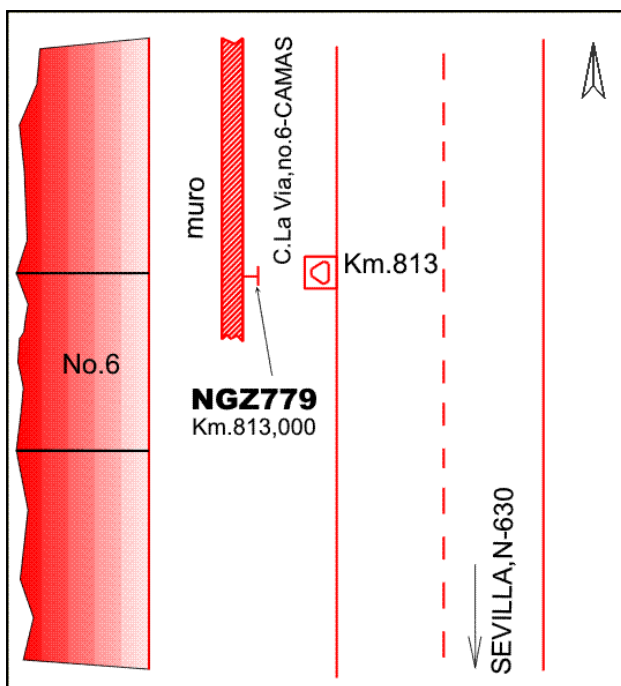 muro
C.La Via,no.6-CAMAS
Km.813
No.6
NGZ779
Km.813,000
SEVILLA,N-630